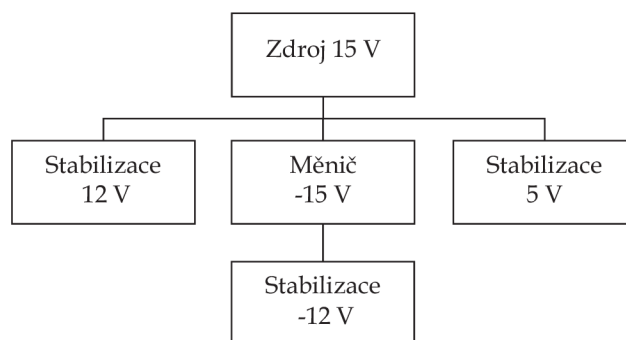 Zdroj 15 V
Stabilizace
12 V
Měnič
-15 V
Stabilizace
5 V
Stabilizace
-12 V